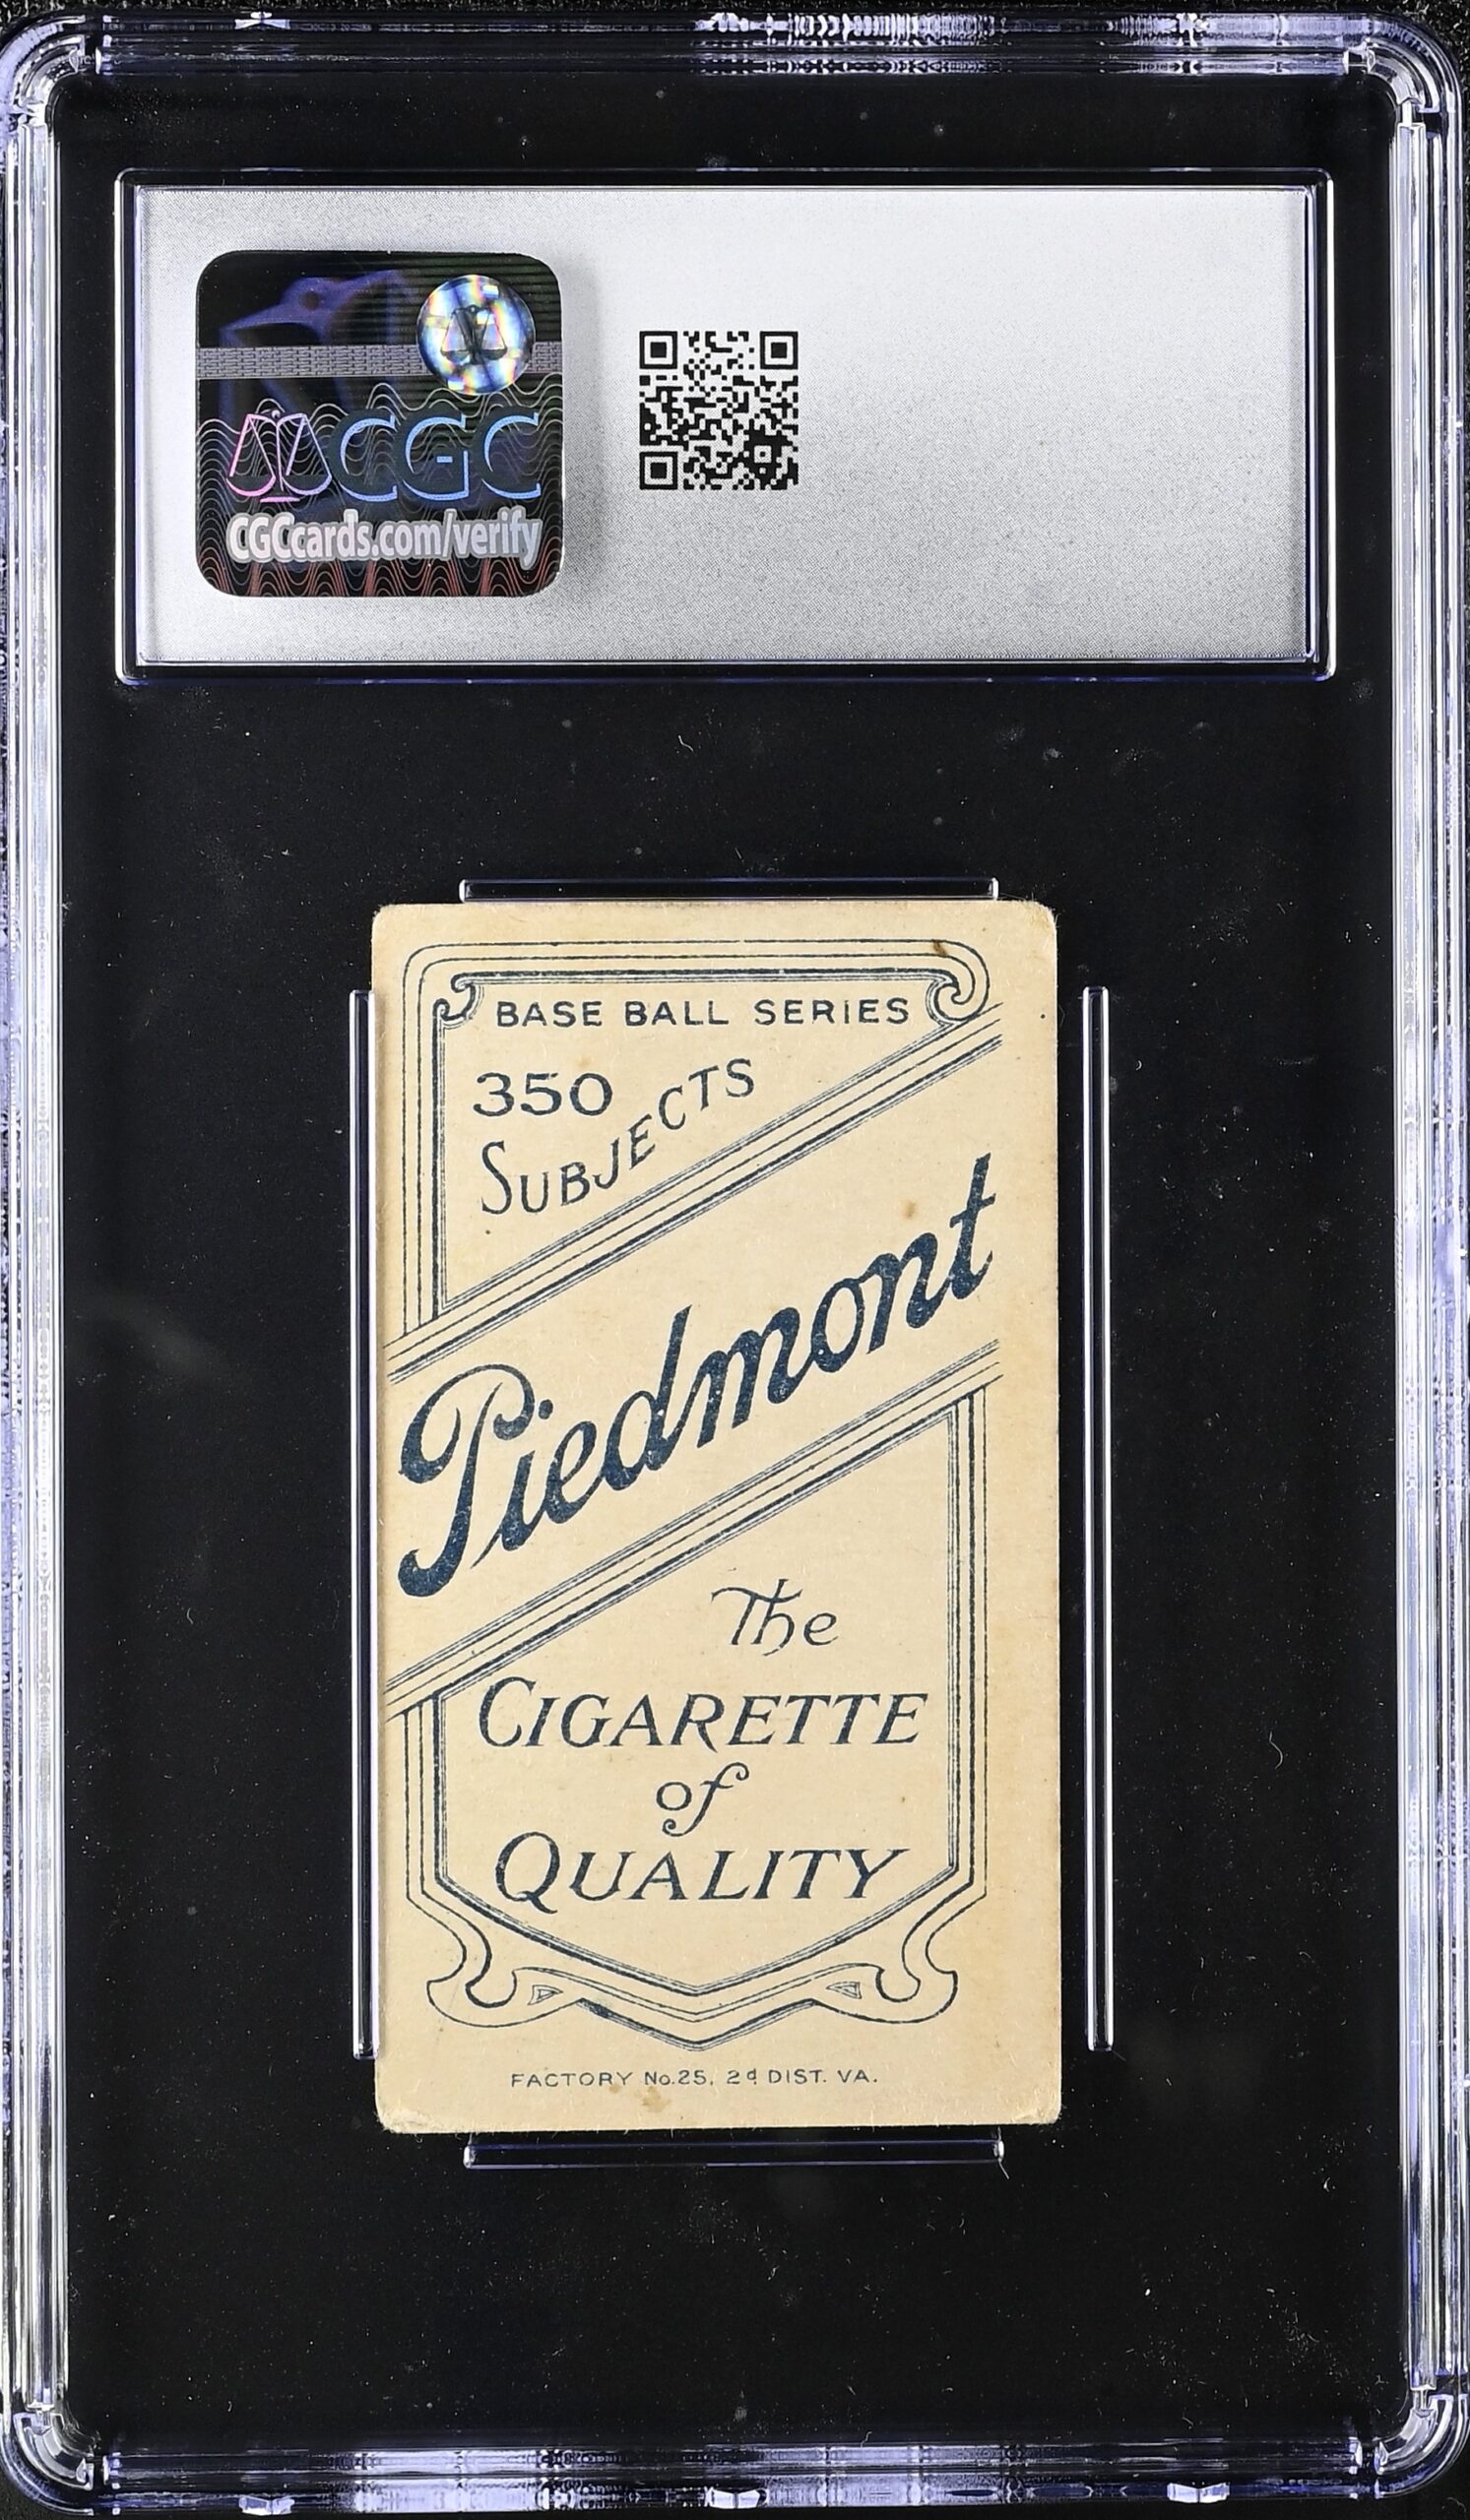 CGC
CGCcards.com/verify
BASE BALL SERIES
350
SUBJECTS
Piedmont
The
CIGARETTE
of
QUALITY
FACTORY No.25, 2d DIST. VA.